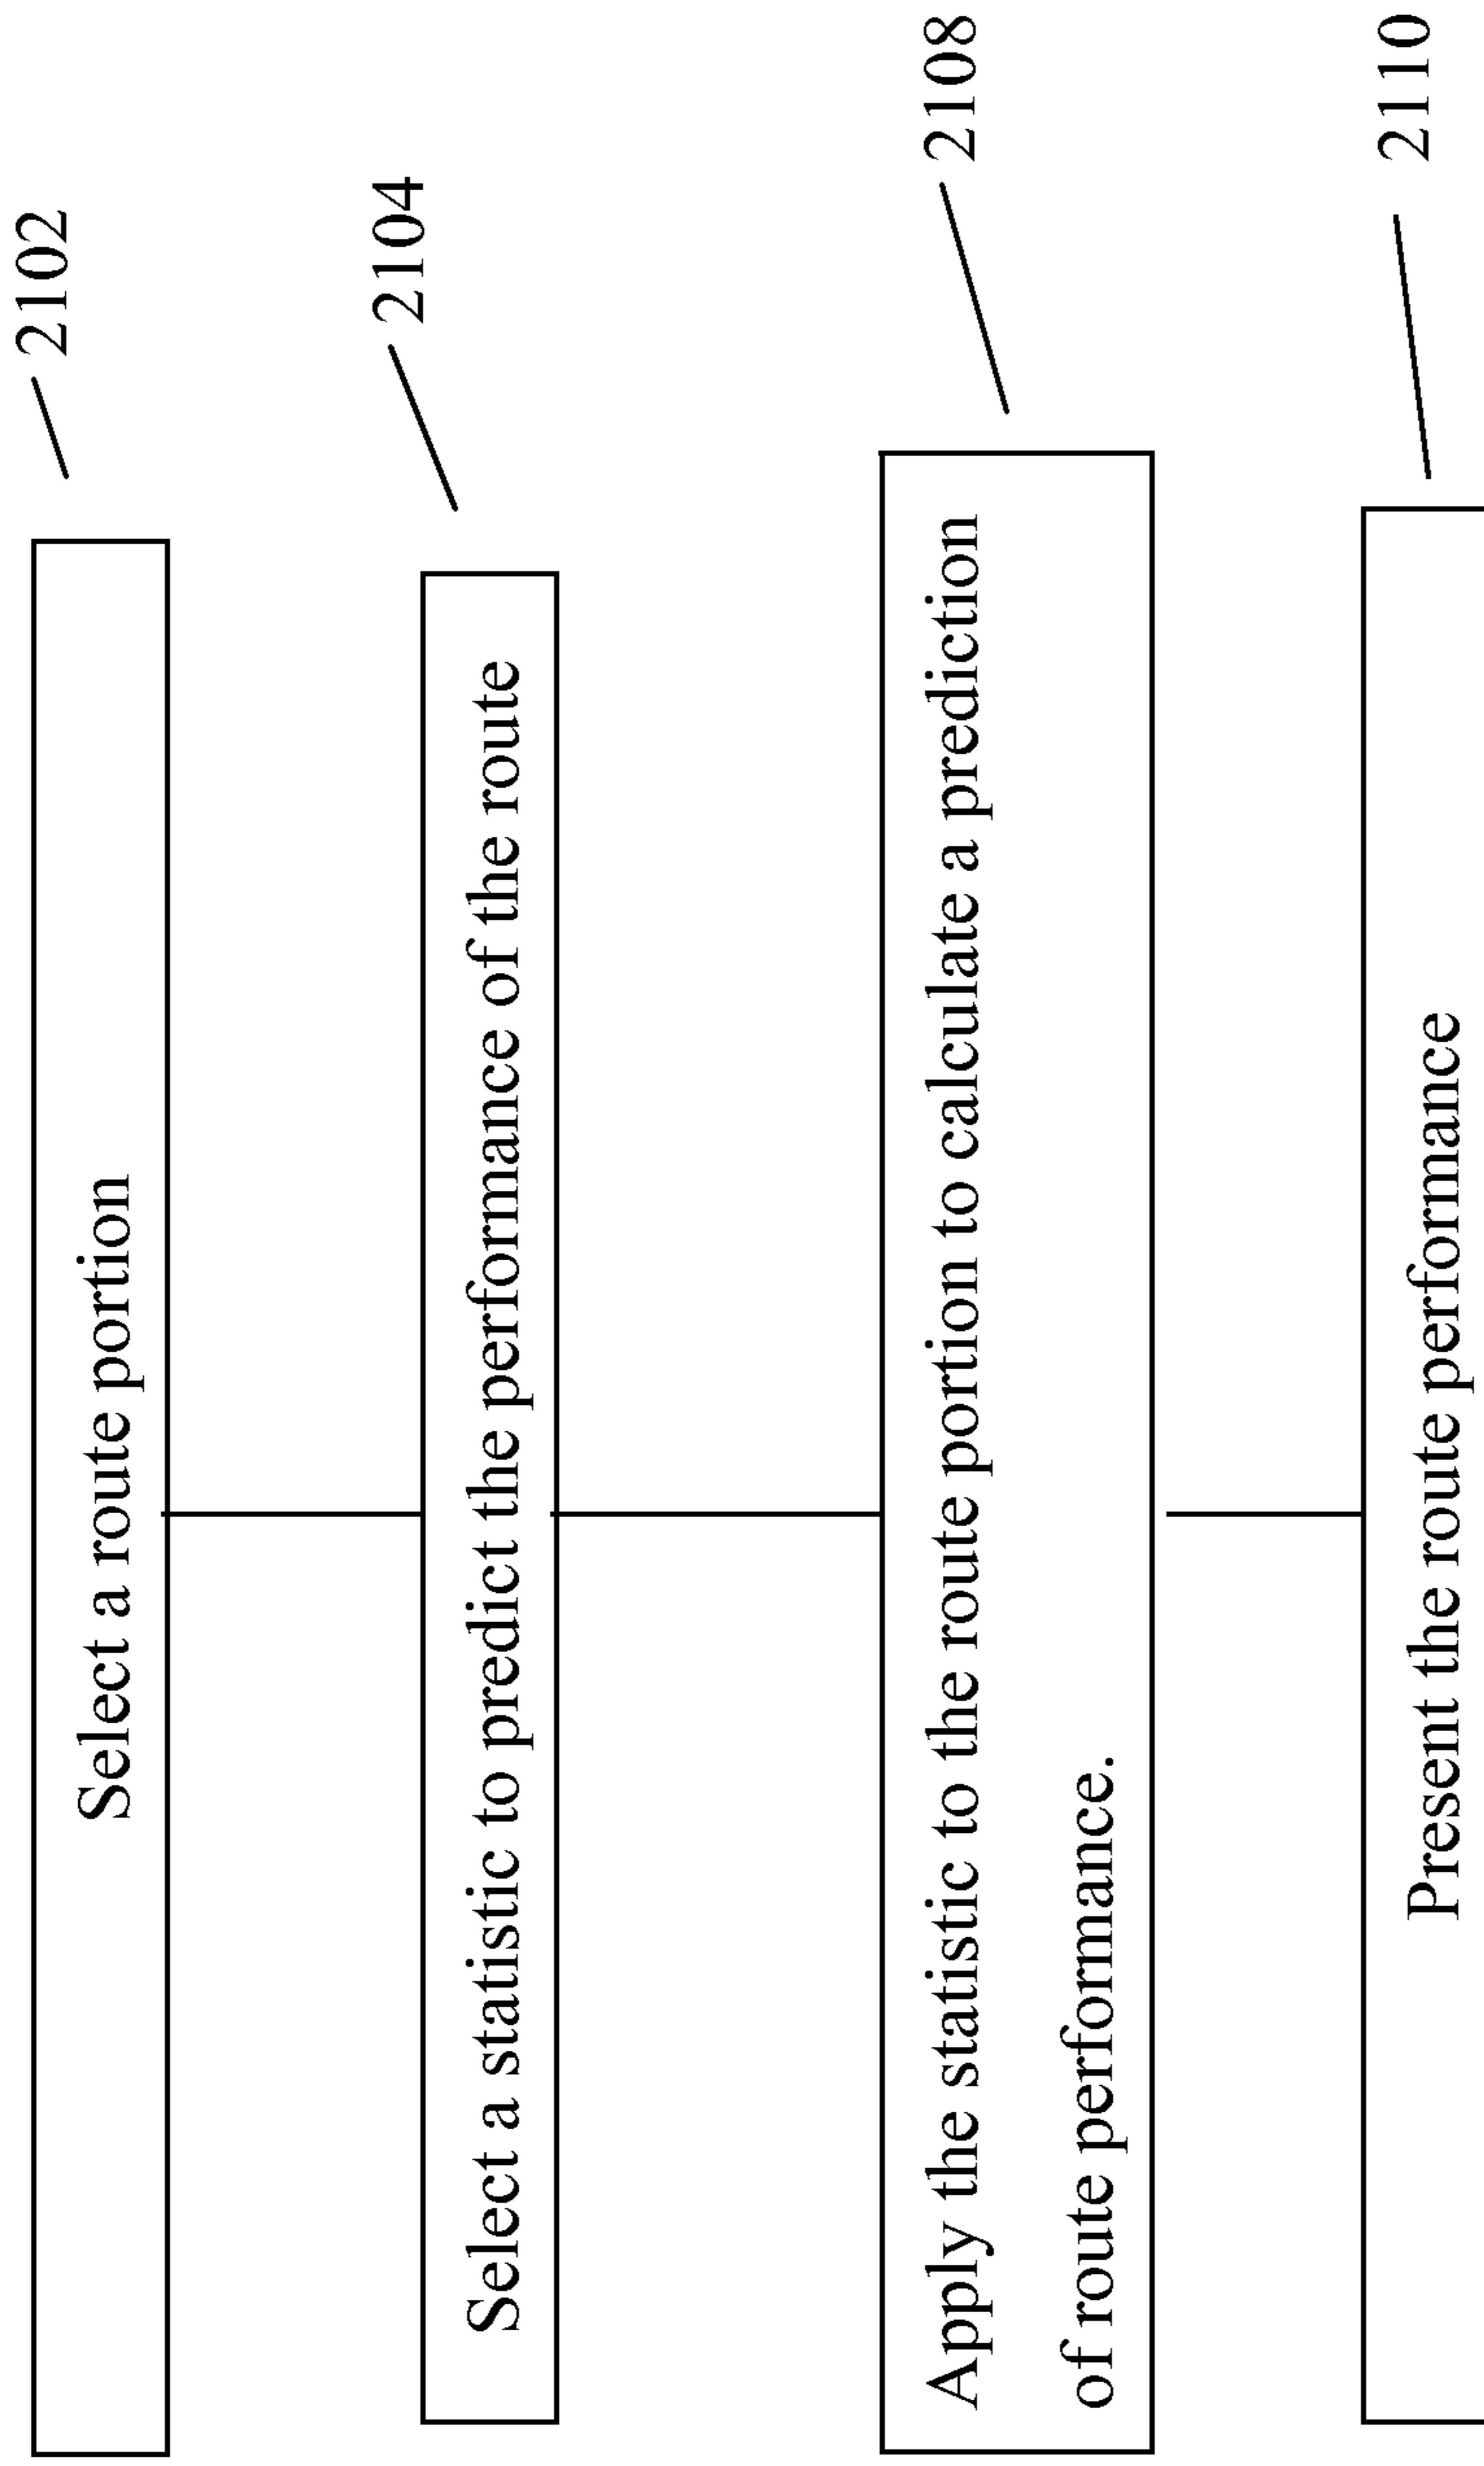 2102
Select a route portion
2104
Select a statistic to predict the performance of the route
2108
Apply the statistic to the route portion to calculate a prediction
of route performance.
2110
Present the route performance